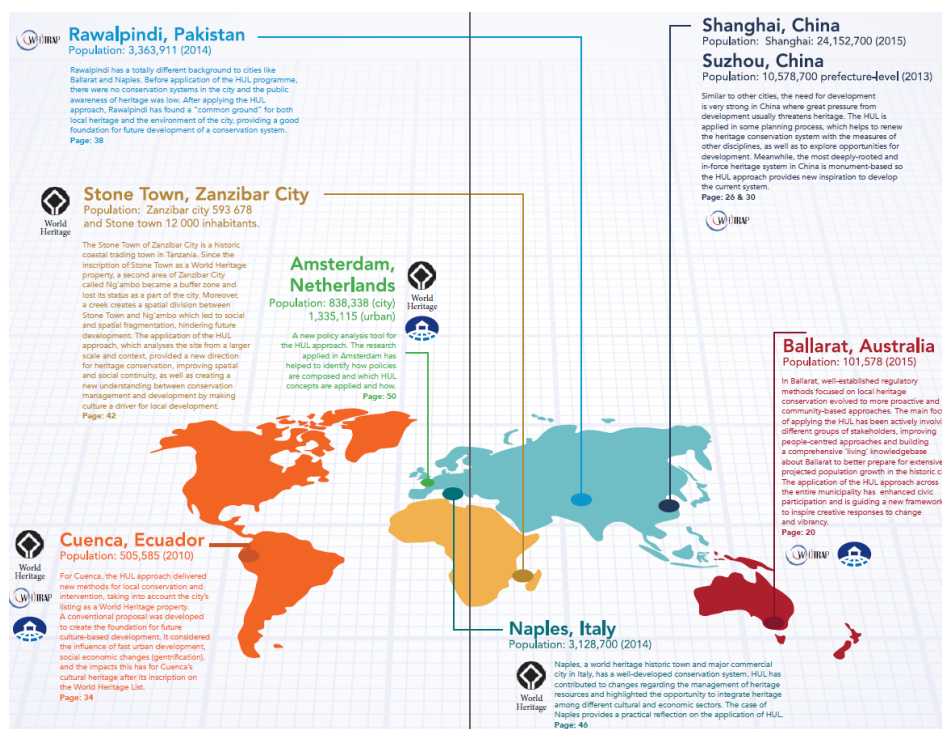 WHITRAP
Rawalpindi, Pakistan
Population: 3,363,911 (2014)
Rawalpindi has a totally different background to cities like
Ballarat and Naples. Before application of the HUL programme,
there were no conservation systems in the city and the public
awareness of heritage was low. After applying the HUL
approach, Rawalpindi has found a "common ground" for both
local heritage and the environment of the city, providing a good
foundation for future development of a conservation system.
Page: 38
Shanghai, China
Population: Shanghai: 24,152,700 (2015)
Suzhou, China
Population: 10,578,700 prefecture-level (2013)
Similar to other cities, the need for development
is very strong in China where great pressure from
development usually threatens heritage. The HUL is
applied in some planning process, which helps to renew
the heritage conservation system with the measures of
other disciplines, as well as to explore opportunities for
development. Meanwhile, the most deeply-rooted and
in-force heritage system in China is monument-based so
the HUL approach provides new inspiration to develop
the current system.
Page: 26 & 30
WHITRAP
World
Heritage
Stone Town, Zanzibar City
Population: Zanzibar city 593 678
and Stone town 12 000 inhabitants.
The Stone Town of Zanzibar City is a historic
coastal trading town in Tanzania. Since the
inscription of Stone Town as a World Heritage
property, a second area of Zanzibar City
called Ng'ambo became a buffer zone and
lost its status as a part of the city. Moreover,
a creek creates a spatial division between
Stone Town and Ng'ambo which led to social
and spatial fragmentation, hindering future
development. The application of the HUL
approach, which analyses the site from a larger
scale and context, provided a new direction
for heritage conservation, improving spatial
and social continuity, as well as creating a
new understanding between conservation
management and development by making
culture a driver for local development.
Page: 42
Amsterdam,
Netherlands
Population: 838,338 (city)
1,335,115 (urban)
World
Heritage
A new policy analysis tool for
the HUL approach. The research
applied in Amsterdam has
helped to identify how policies
are composed and which HUL
concepts are applied and how.
Page: 50
Ballarat, Australia
Population: 101,578 (2015)
In Ballarat, well-established regulatory
methods focused on local heritage
conservation evolved to more proactive and
community-based approaches. The main foc
of applying the HUL has been actively involvi
different groups of stakeholders, improving
people-centred approaches and building
a comprehensive 'living' knowledgebase
about Ballarat to better prepare for extensive
projected population growth in the historic c
The application of the HUL approach across
the entire municipality has enhanced civic
participation and is guiding a new framework
to inspire creative responses to change
and vibrancy.
Page: 20
WHITRAP
World
Heritage
WHITRAP
Cuenca, Ecuador
Population: 505,585 (2010)
For Cuenca, the HUL approach delivered
new methods for local conservation and
intervention, taking into account the city's
listing as a World Heritage property.
A conventional proposal was developed
to create the foundation for future
culture-based development. It considered
the influence of fast urban development,
social economic changes (gentrification),
and the impacts this has for Cuenca's
cultural heritage after its inscription on
the World Heritage List.
Page: 34
Naples, Italy
Population: 3,128,700 (2014)
World
Heritage
Naples, a world heritage historic town and major commercial
city in Italy, has a well-developed conservation system. HUL has
contributed to changes regarding the management of heritage
resources and highlighted the opportunity to integrate heritage
among different cultural and economic sectors. The case of
Naples provides a practical reflection on the application of HUL.
Page: 46